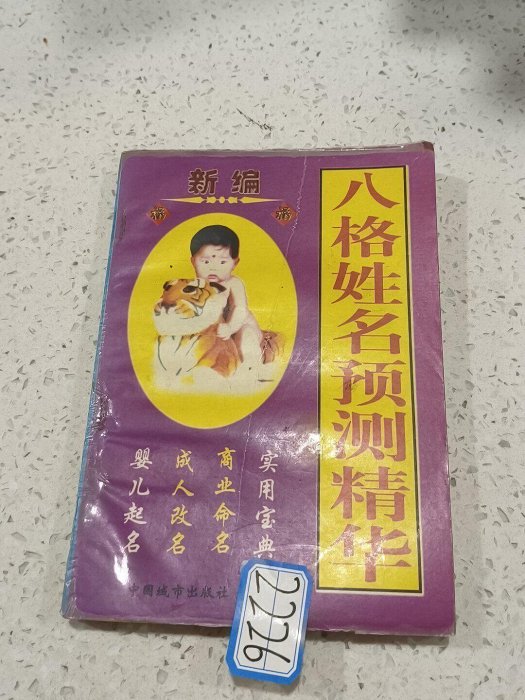 新编
八格姓名预测精华
实用宝典
商业命名
成人改名
婴儿起名
中国城市出版社
2226